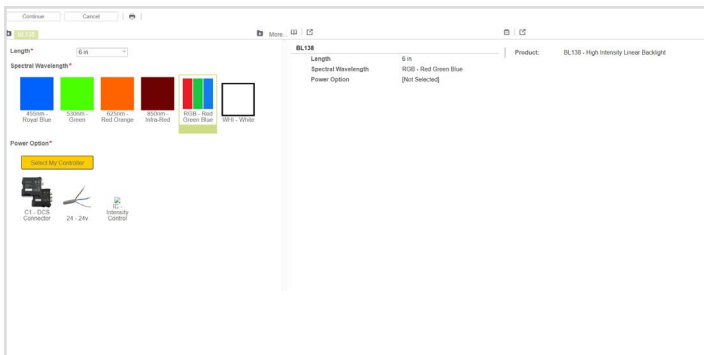 Continue Cancel
BL138 More..
Length* 6 in
Spectral Wavelength*
455nm - Royal Blue
530nm - Green
625nm - Red Orange
850nm - Infra-Red
RGB - Red Green Blue
WHI - White
Power Option*
Select My Controller
C1 - DCS Connector
24 - 24v
IC - Intensity Control
BL138
Length 6 in
Spectral Wavelength RGB - Red Green Blue
Power Option [Not Selected]
Product: BL138 - High Intensity Linear Backlight